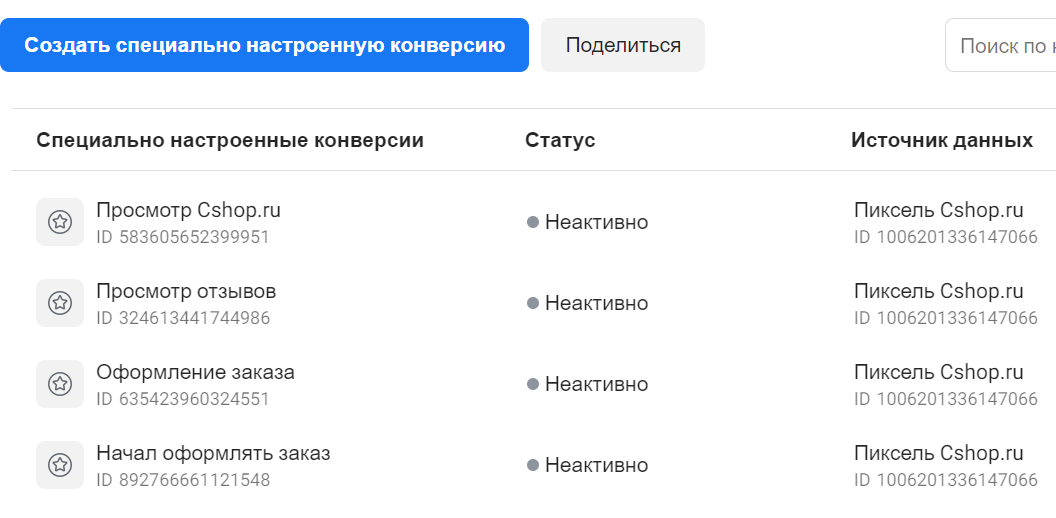 Создать специально настроенную конверсию
Поделиться
Поиск по
Специально настроенные конверсии
Статус
Источник данных
Просмотр Cshop.ru
ID 583605652399951
Неактивно
Пиксель Cshop.ru
ID 1006201336147066
Просмотр отзывов
ID 324613441744986
Неактивно
Пиксель Cshop.ru
ID 1006201336147066
Оформление заказа
ID 635423960324551
Неактивно
Пиксель Cshop.ru
ID 1006201336147066
Начал оформлять заказ
ID 892766661121548
Неактивно
Пиксель Cshop.ru
ID 1006201336147066